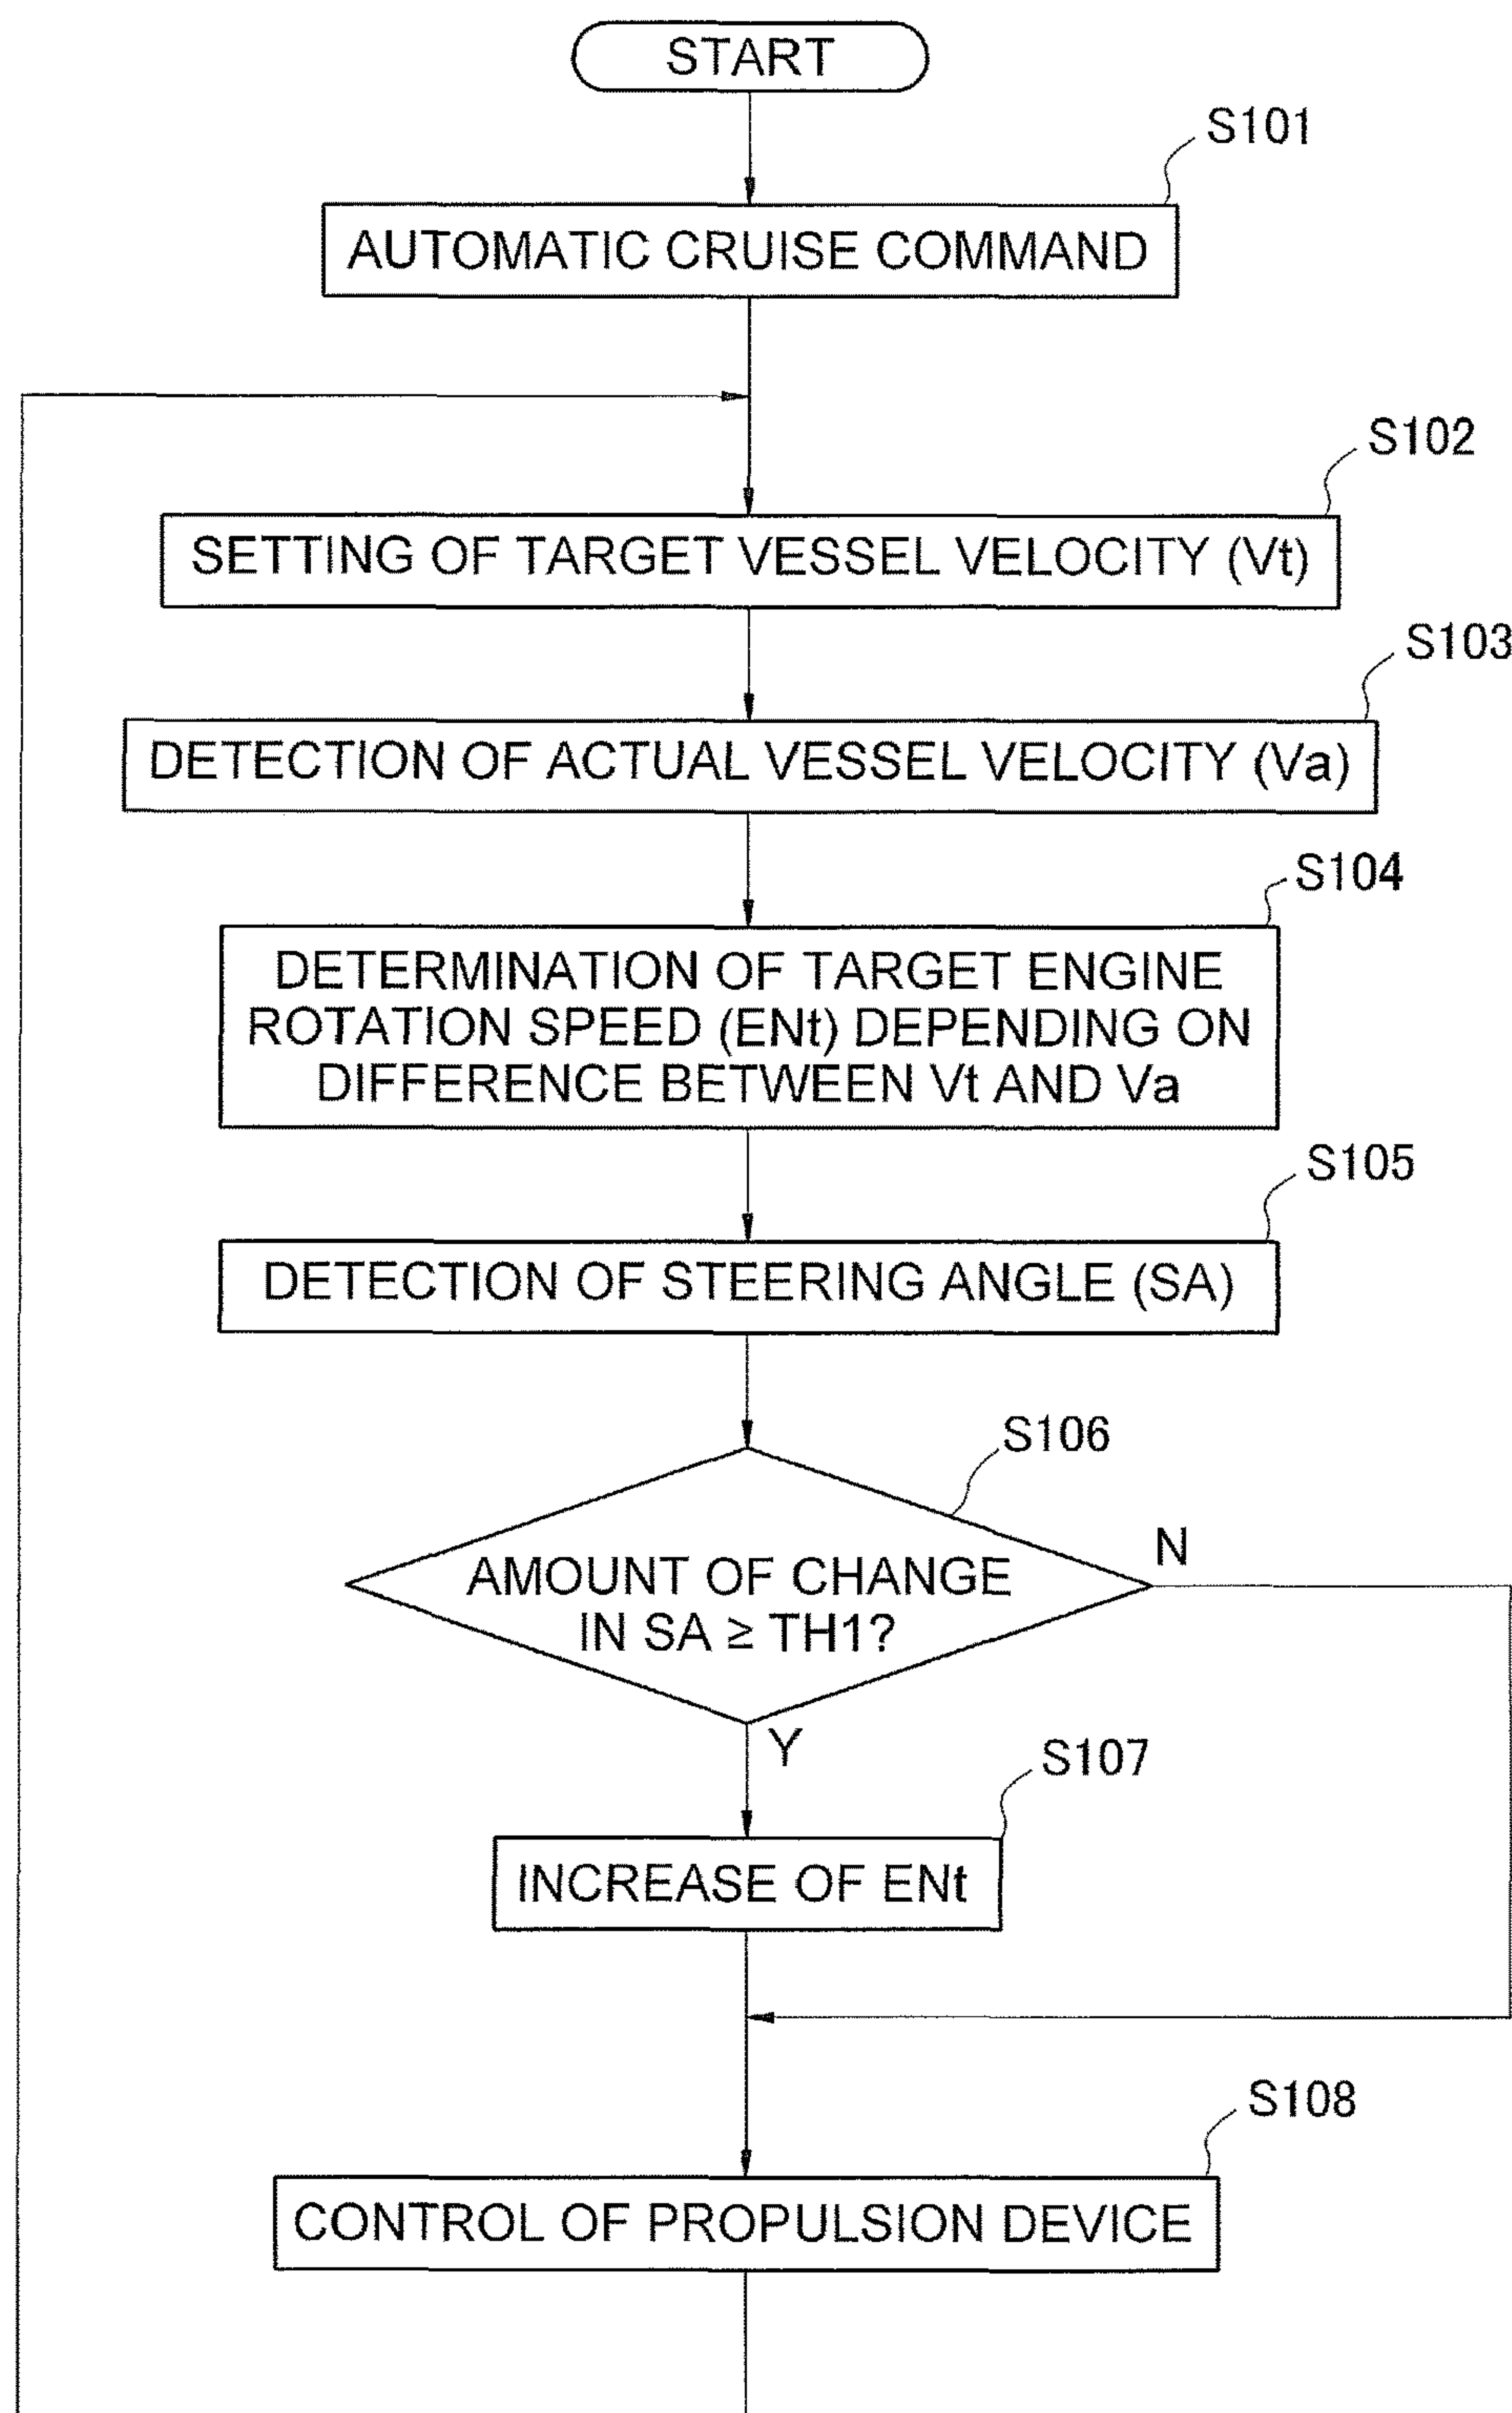 START
S101
AUTOMATIC CRUISE COMMAND
S102
SETTING OF TARGET VESSEL VELOCITY (Vt)
S103
DETECTION OF ACTUAL VESSEL VELOCITY (Va)
S104
DETERMINATION OF TARGET ENGINE
ROTATION SPEED (ENt) DEPENDING ON
DIFFERENCE BETWEEN Vt AND Va
S105
DETECTION OF STEERING ANGLE (SA)
S106
N
AMOUNT OF CHANGE
IN SA ≥ TH1?
Y
S107
INCREASE OF ENt
S108
CONTROL OF PROPULSION DEVICE